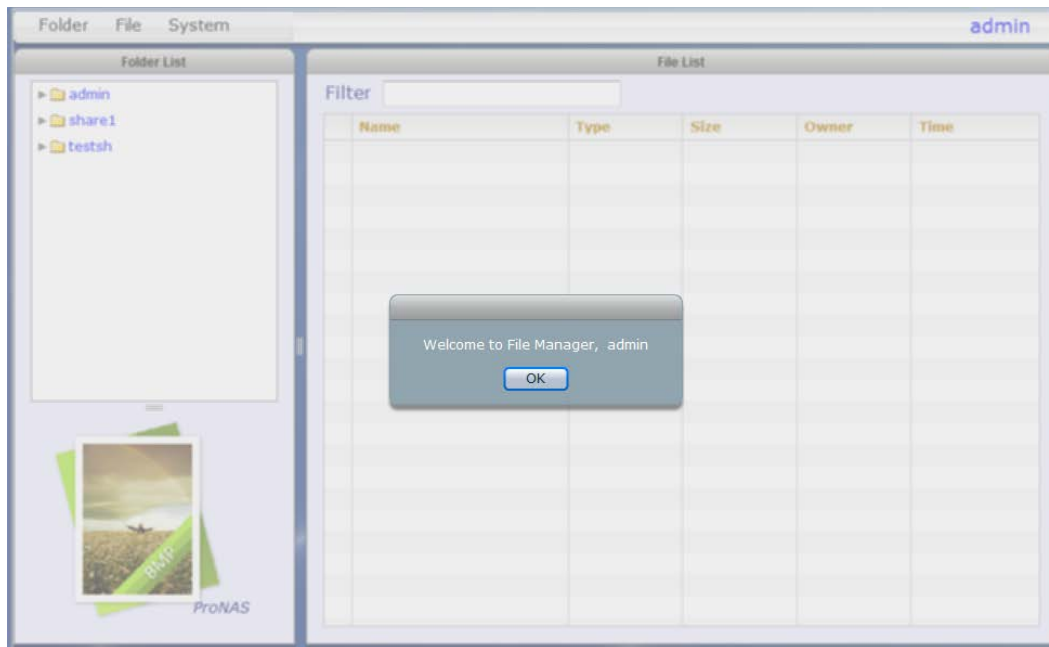 Folder File System admin
Folder List
admin
share1
testsh
File List
Filter
Name Type Size Owner Time
Welcome to File Manager, admin
OK
BMP
ProNAS